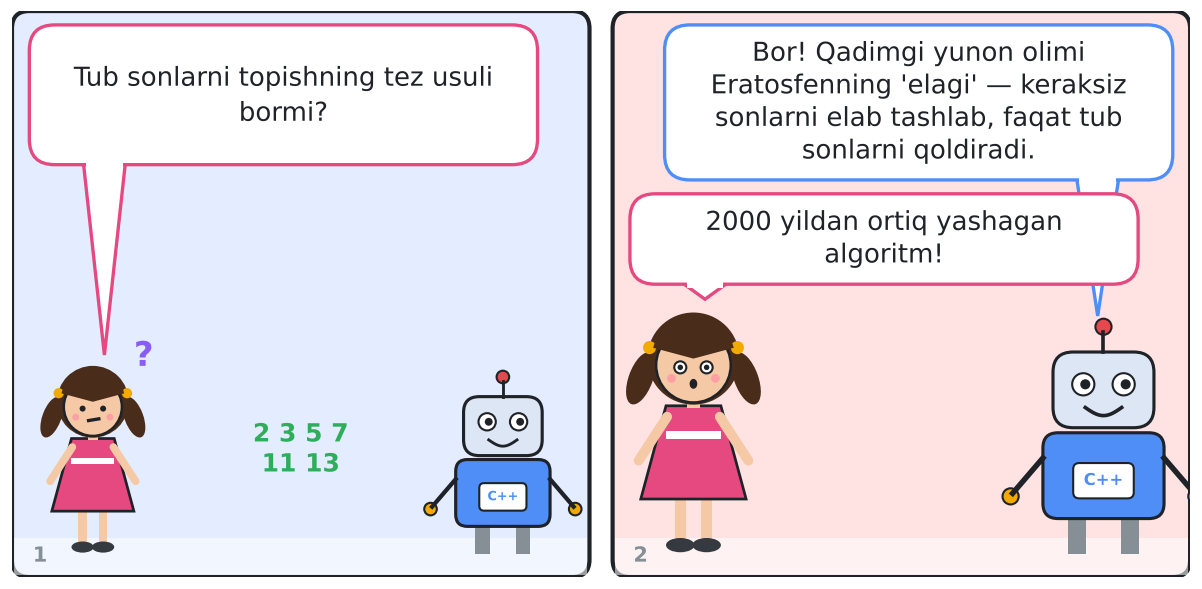 Tub sonlarni topishning tez usuli
bormi?
?
2 3 5 7
11 13
C++
1
Bor! Qadimgi yunon olimi
Eratosfenning 'elagi' — keraksiz
sonlarni elab tashlab, faqat tub
sonlarni qoldiradi.
2000 yildan ortiq yashagan
algoritm!
C++
2